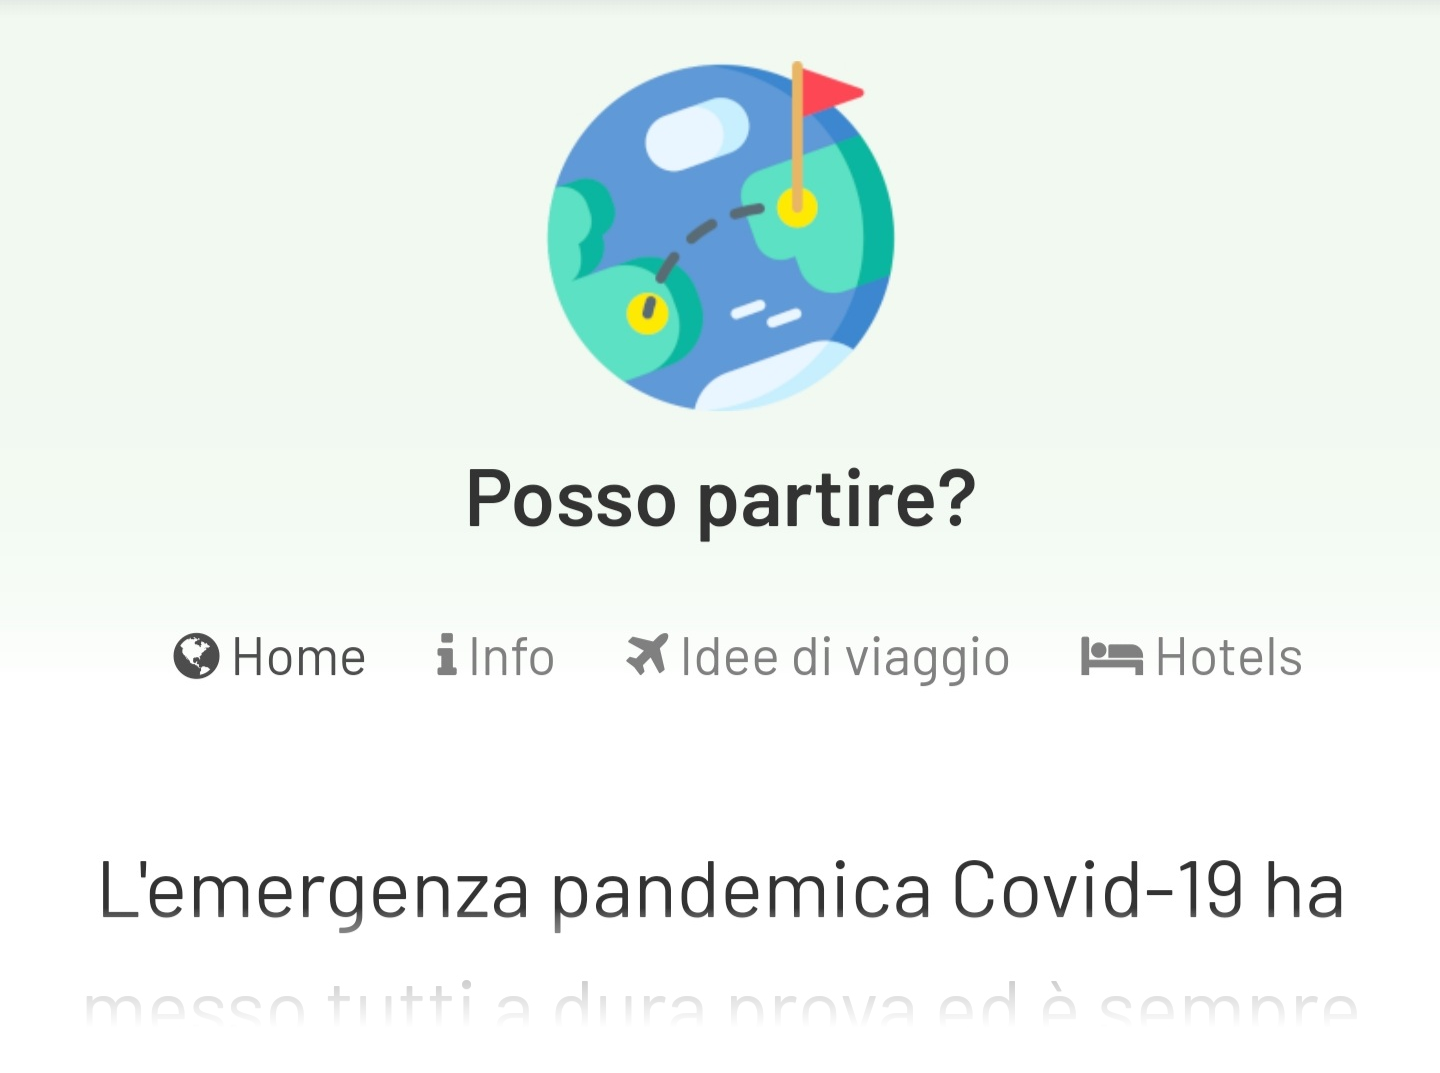 Posso partire?
Home Info Idee di viaggio Hotels
L'emergenza pandemica Covid-19 ha
messo tutti a dura prova ed è sempre